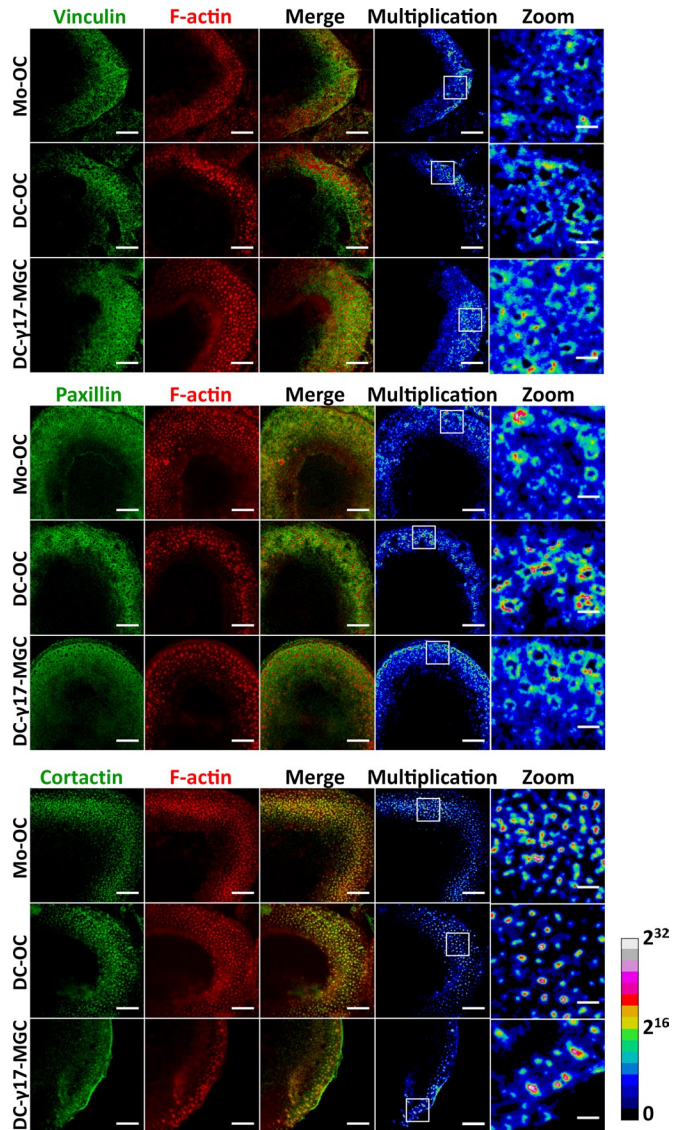 Vinculin F-actin Merge Multiplication Zoom
Mo-OC
DC-OC
DC-γ17-MGC
Paxillin F-actin Merge Multiplication Zoom
Mo-OC
DC-OC
DC-γ17-MGC
Cortactin F-actin Merge Multiplication Zoom
Mo-OC
DC-OC
DC-γ17-MGC
2³²
2¹⁶
0